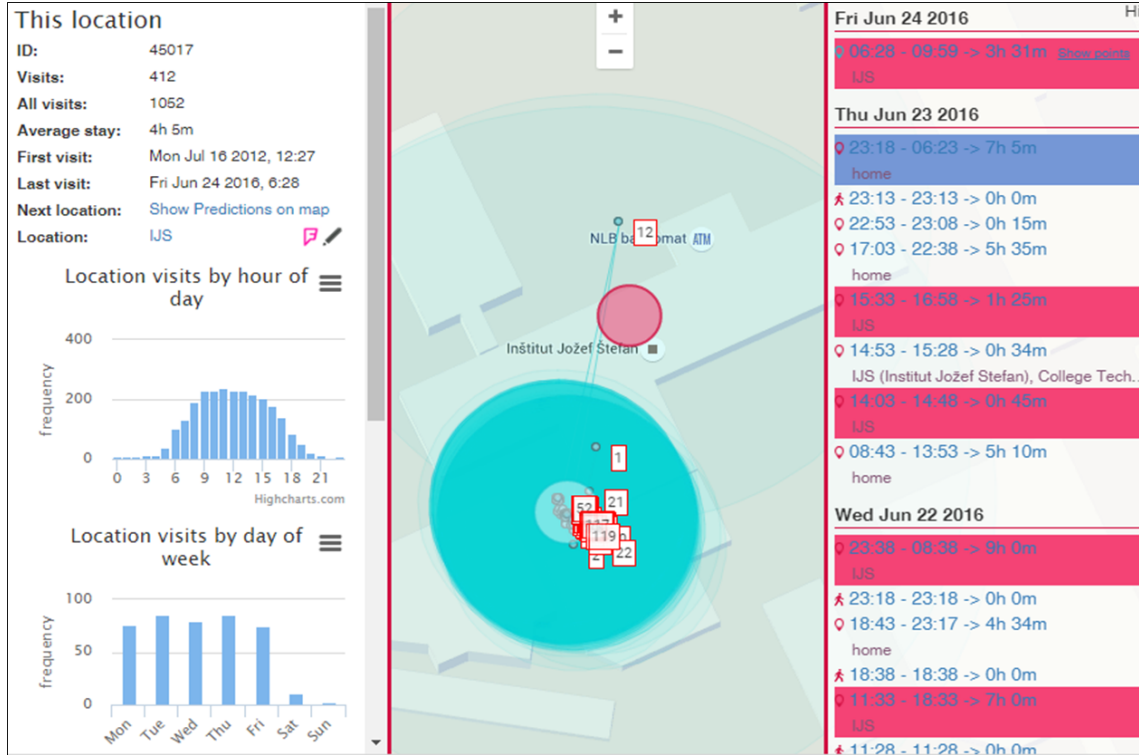 This location
ID: 45017
Visits: 412
All visits: 1052
Average stay: 4h 5m
First visit: Mon Jul 16 2012, 12:27
Last visit: Fri Jun 24 2016, 6:28
Next location: Show Predictions on map
Location: IJS
Location visits by hour of
day
400
200
0
frequency
0 3 6 9 12 15 18 21
Highcharts.com
Location visits by day of
week
100
50
0
frequency
Mon Tue Wed Thu Fri Sat Sun
+
−
12
NLB ATM
Inštitut Jožef Štefan
1
52 21
119
2 22
Hi
Fri Jun 24 2016
06:28 - 09:59 -> 3h 31m Show points
IJS
Thu Jun 23 2016
23:18 - 06:23 -> 7h 5m
home
23:13 - 23:13 -> 0h 0m
22:53 - 23:08 -> 0h 15m
17:03 - 22:38 -> 5h 35m
home
15:33 - 16:58 -> 1h 25m
IJS
14:53 - 15:28 -> 0h 34m
IJS (Institut Jozef Stefan), College Tech..
14:03 - 14:48 -> 0h 45m
IJS
08:43 - 13:53 -> 5h 10m
home
Wed Jun 22 2016
23:38 - 08:38 -> 9h 0m
IJS
23:18 - 23:18 -> 0h 0m
18:43 - 23:17 -> 4h 34m
home
18:38 - 18:38 -> 0h 0m
11:33 - 18:33 -> 7h 0m
IJS
11:28 - 11:28 -> 0h 0m